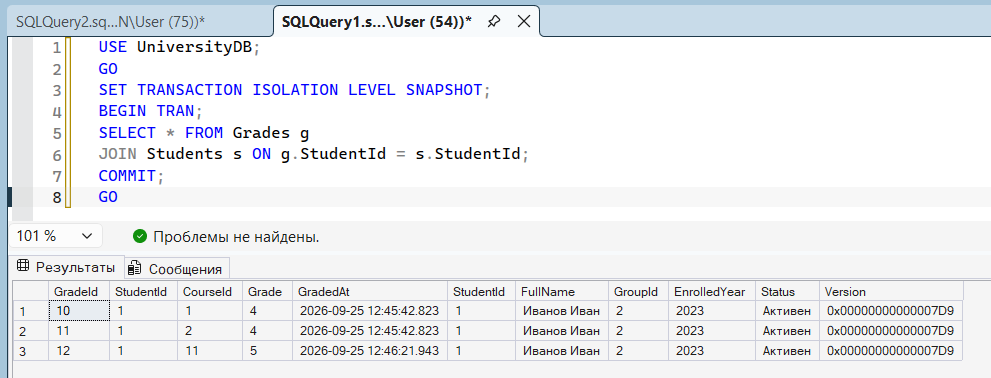 SQLQuery2.sq...N\User (75))* SQLQuery1.s...\User (54))*
1 USE UniversityDB;
2 GO
3 SET TRANSACTION ISOLATION LEVEL SNAPSHOT;
4 BEGIN TRAN;
5 SELECT * FROM Grades g
6 JOIN Students s ON g.StudentId = s.StudentId;
7 COMMIT;
8 GO
101 % Проблемы не найдены.
Результаты Сообщения
GradeId StudentId CourseId Grade GradedAt StudentId FullName GroupId EnrolledYear Status Version
1 10 1 1 4 2026-09-25 12:45:42.823 1 Иванов Иван 2 2023 Активен 0x00000000000007D9
2 11 1 2 4 2026-09-25 12:45:42.823 1 Иванов Иван 2 2023 Активен 0x00000000000007D9
3 12 1 11 5 2026-09-25 12:46:21.943 1 Иванов Иван 2 2023 Активен 0x00000000000007D9